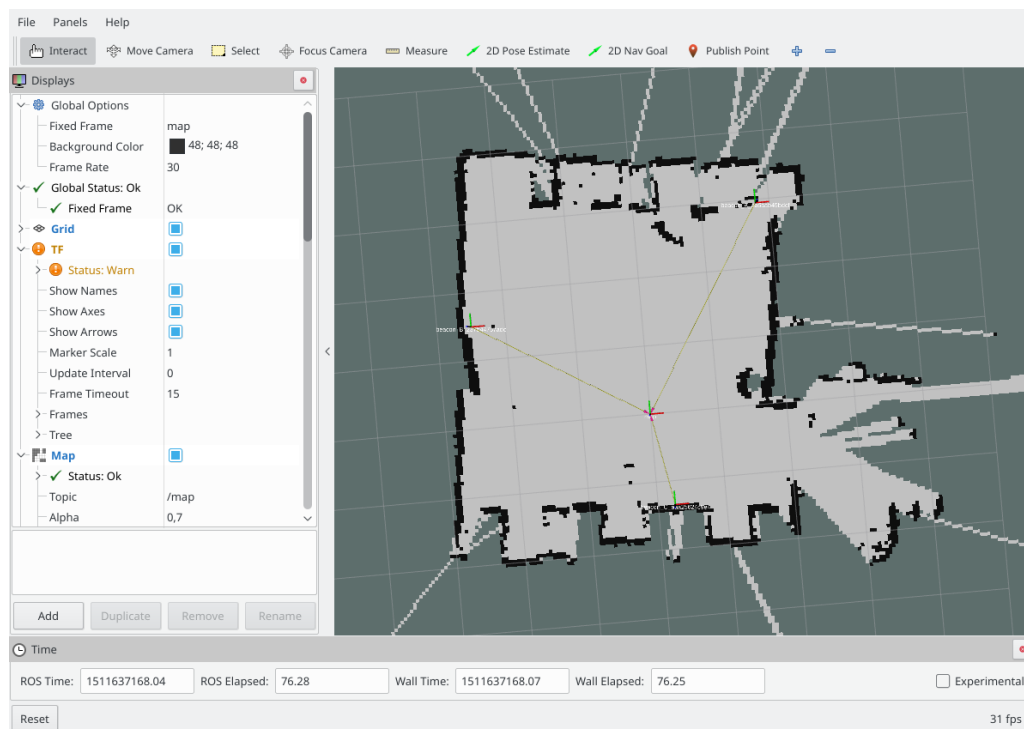 File Panels Help
Interact Move Camera Select Focus Camera Measure 2D Pose Estimate 2D Nav Goal Publish Point
Displays
Global Options
Fixed Frame map
Background Color 48; 48; 48
Frame Rate 30
Global Status: Ok
Fixed Frame OK
Grid
TF
Status: Warn
Show Names
Show Axes
Show Arrows
Marker Scale 1
Update Interval 0
Frame Timeout 15
Frames
Tree
Map
Status: Ok
Topic /map
Alpha 0,7
Add Duplicate Remove Rename
Time
ROS Time: 1511637168.04 ROS Elapsed: 76.28 Wall Time: 1511637168.07 Wall Elapsed: 76.25 Experimental
Reset 31 fps